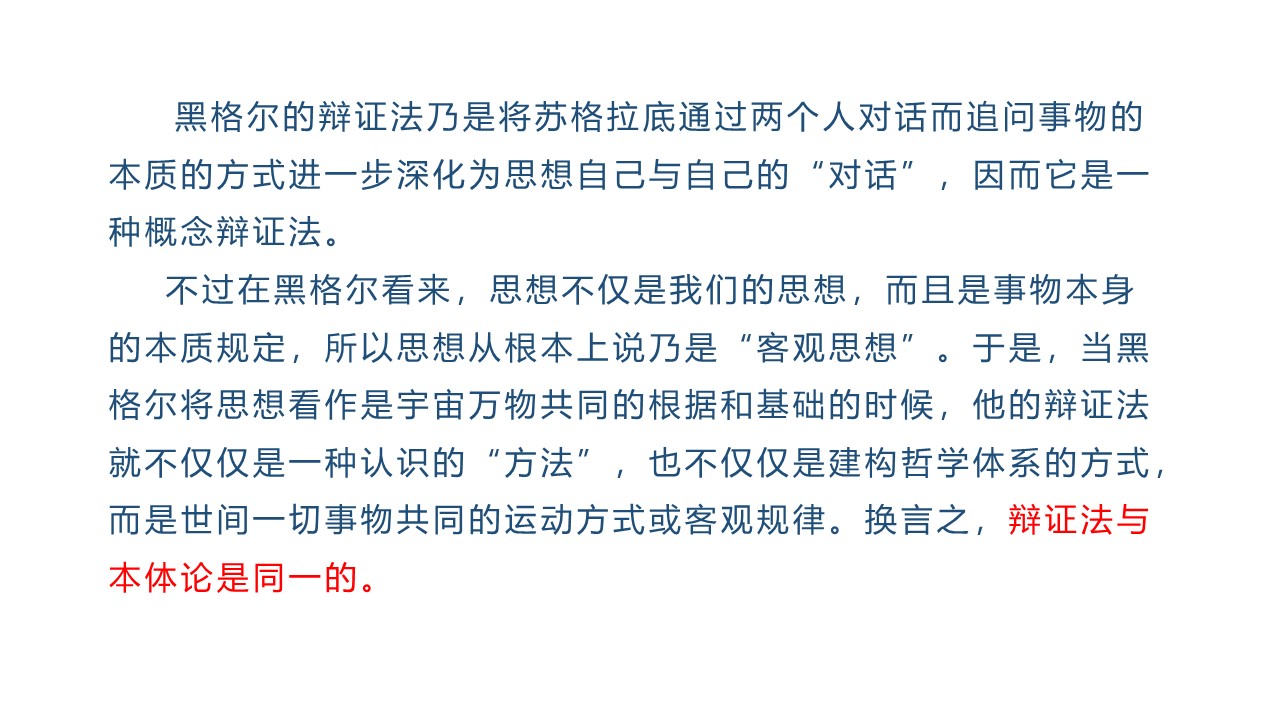 黑格尔的辩证法乃是将苏格拉底通过两个人对话而追问事物的
本质的方式进一步深化为思想自己与自己的“对话”，因而它是一
种概念辩证法。
不过在黑格尔看来，思想不仅是我们的思想，而且是事物本身
的本质规定，所以思想从根本上说乃是“客观思想”。于是，当黑
格尔将思想看作是宇宙万物共同的根据和基础的时候，他的辩证法
就不仅仅是一种认识的“方法”，也不仅仅是建构哲学体系的方式，
而是世间一切事物共同的运动方式或客观规律。换言之，辩证法与
本体论是同一的。